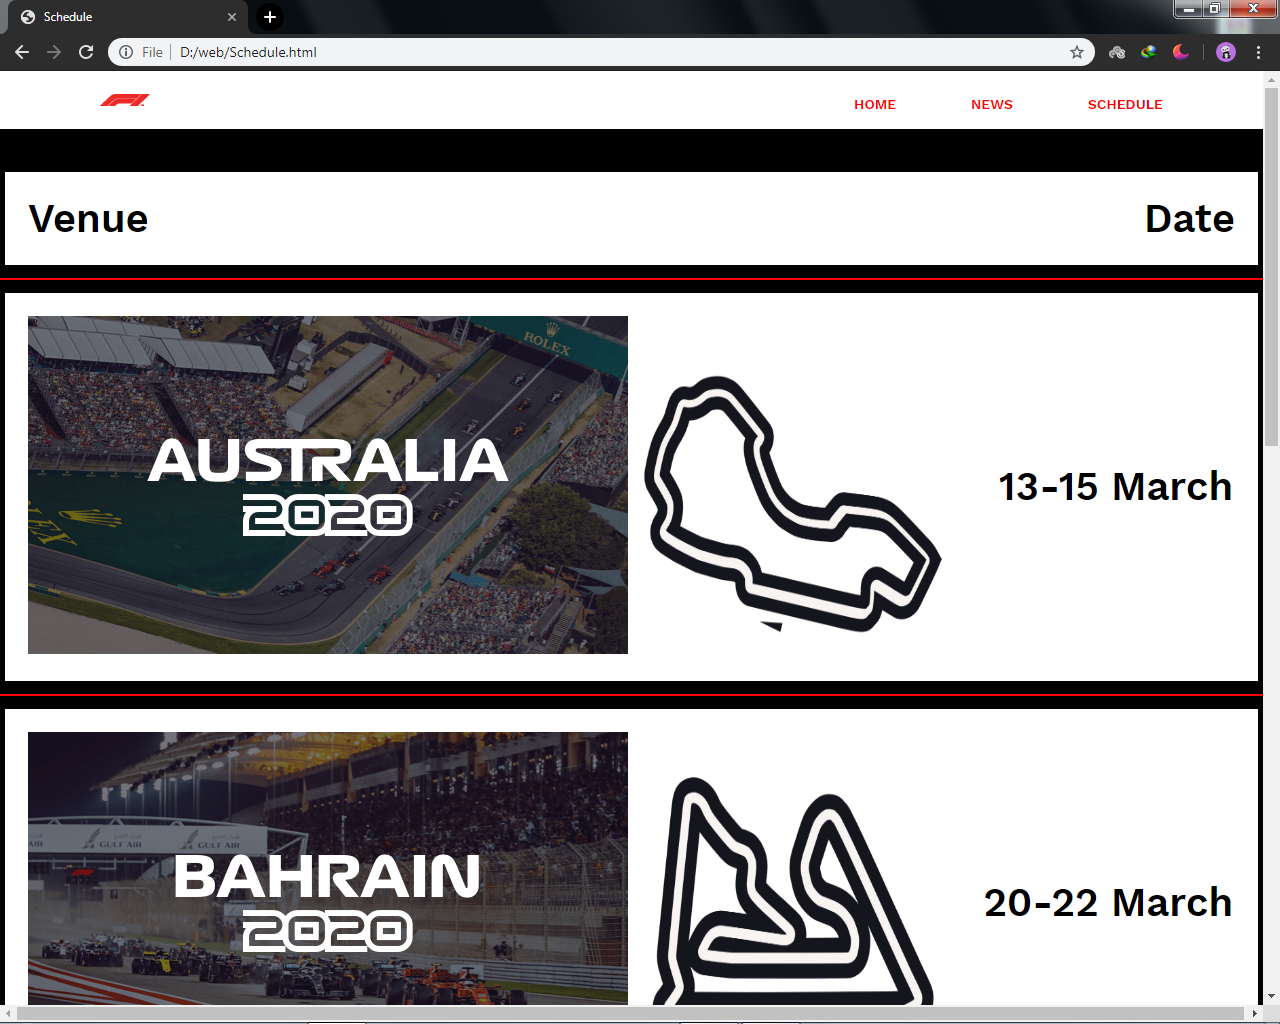 Schedule
File D:/web/Schedule.html
F1
HOME NEWS SCHEDULE
Venue Date
ROLEX
AUSTRALIA
2020
13-15 March
GULF AIR GULF AIR
BAHRAIN
2020
20-22 March